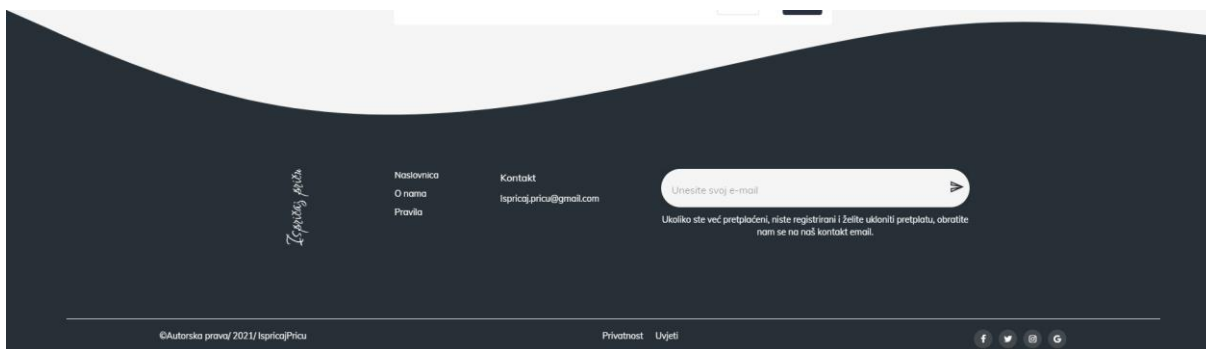 Ispričaj priču
Naslovnica
O nama
Pravila
Kontakt
Ispricaj.pricu@gmail.com
Unesite svoj e-mail
Ukoliko ste već pretplaćeni, niste registrirani i želite ukloniti pretplatu, obratite
nam se na naš kontakt email.
©Autorska prava/ 2021/ IspricajPricu
Privatnost Uvjeti